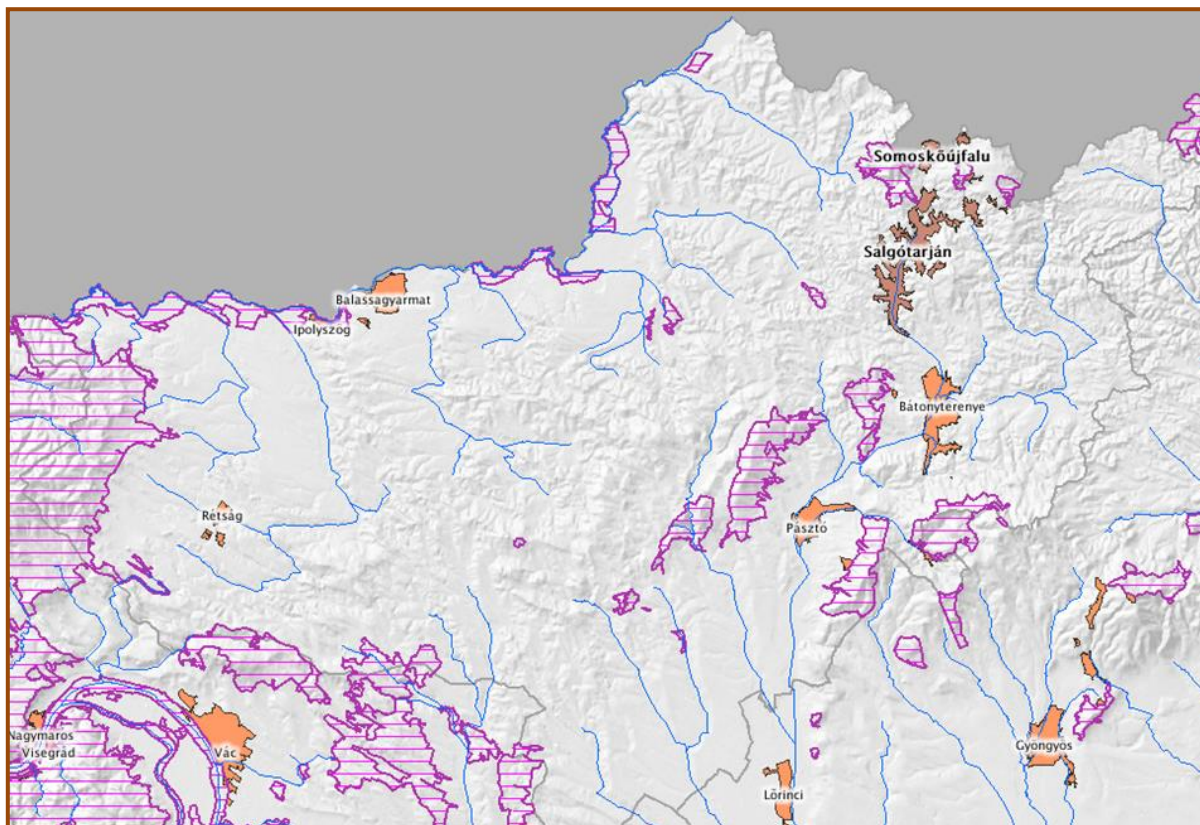 Somoskőújfalu
Salgótarján
Balassagyarmat
Ipolyszög
Bátonyterenye
Rétság
Pásztó
Nagymaros
Visegrád
Vác
Gyöngyös
Lőrinci